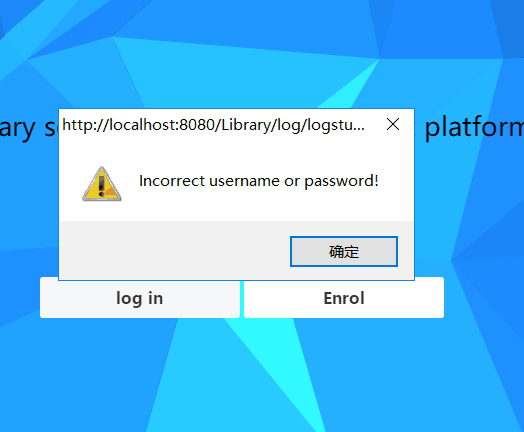 http://localhost:8080/Library/log/logstu...
ary platform
Incorrect username or password!
确定
log in
Enrol